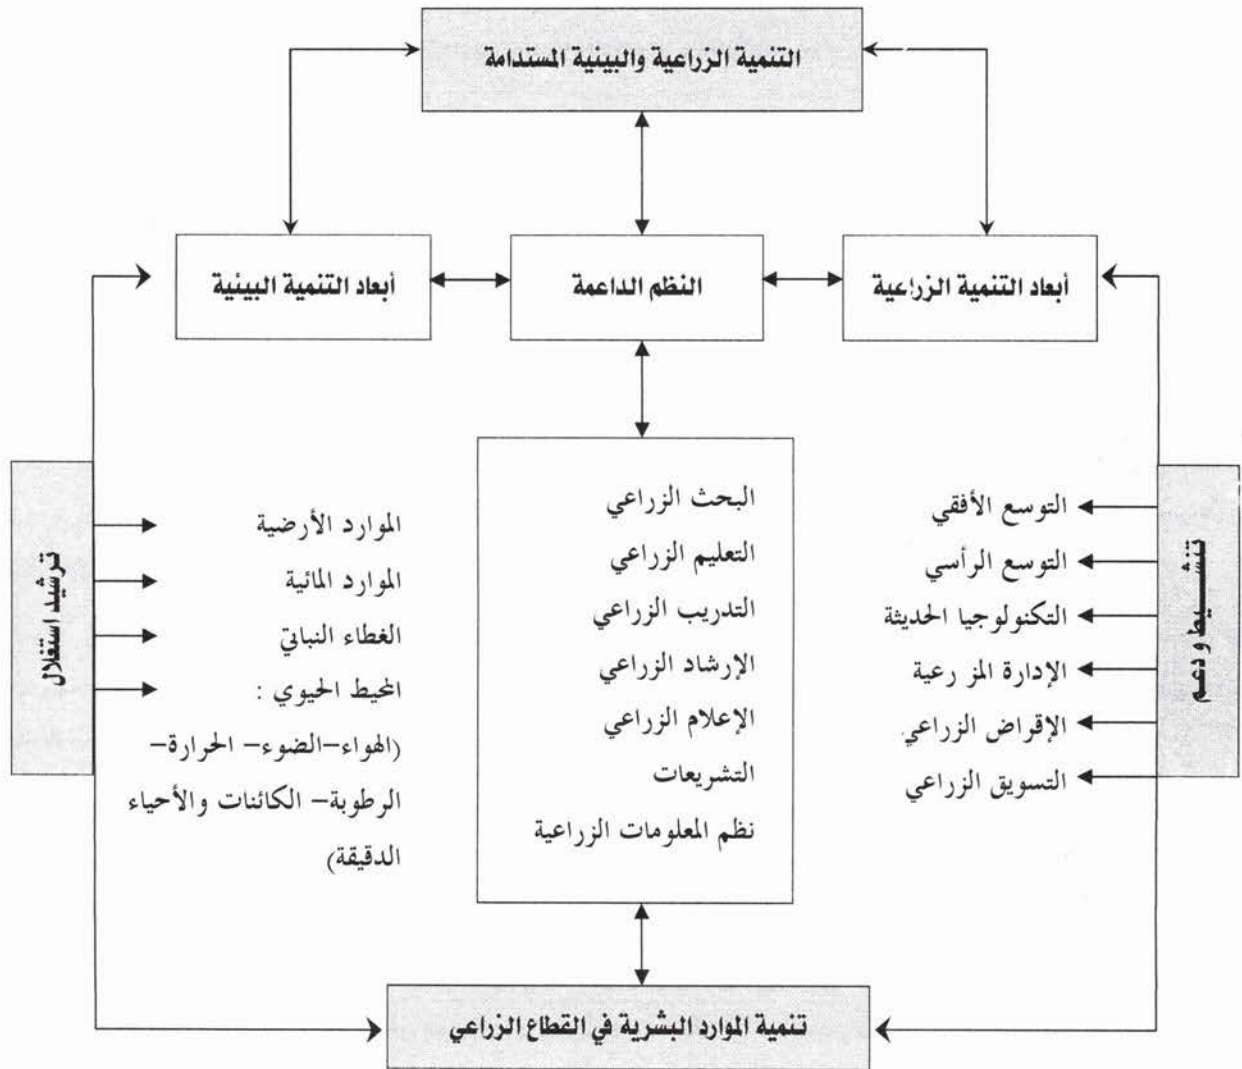 التنمية الزراعية والبيئية المستدامة
أبعاد التنمية الزراعية
النظم الداعمة
أبعاد التنمية البيئية
تنشيط ودعم
التوسع الأفقي
التوسع الرأسي
التكنولوجيا الحديثة
الإدارة المزرعية
الإقراض الزراعي
التسويق الزراعي
البحث الزراعي
التعليم الزراعي
التدريب الزراعي
الإرشاد الزراعي
الإعلام الزراعي
التشريعات
نظم المعلومات الزراعية
الموارد الأرضية
الموارد المائية
الغطاء النباتي
المحيط الحيوي :
(الهواء-الضوء- الحرارة-
الرطوبة- الكائنات والأحياء
الدقيقة)
ترشيد استغلال
تنمية الموارد البشرية في القطاع الزراعي